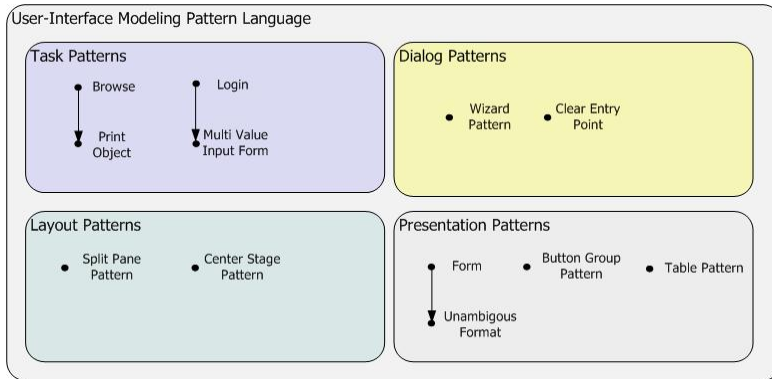 User-Interface Modeling Pattern Language
Task Patterns
Browse
Login
Print
Object
Multi Value
Input Form
Dialog Patterns
Wizard
Pattern
Clear Entry
Point
Layout Patterns
Split Pane
Pattern
Center Stage
Pattern
Presentation Patterns
Form
Button Group
Pattern
Table Pattern
Unambigous
Format